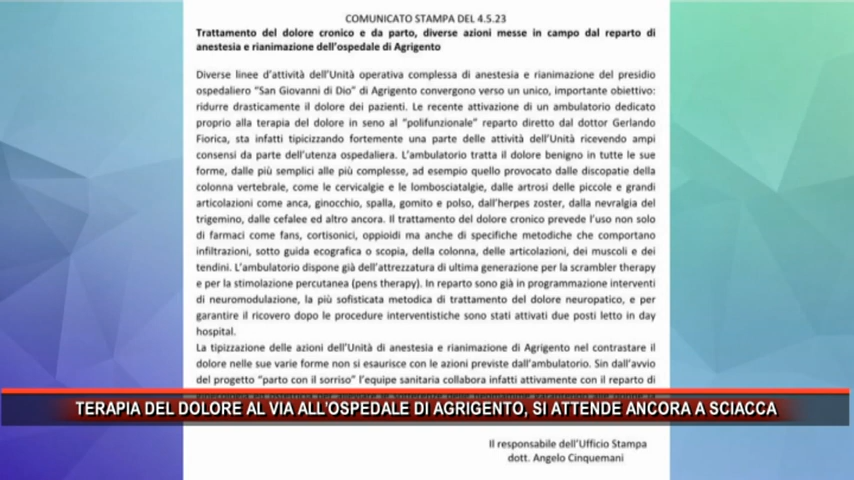 COMUNICATO STAMPA DEL 4.5.23
Trattamento del dolore cronico e da parto, diverse azioni messe in campo dal reparto di
anestesia e rianimazione dell'ospedale di Agrigento
Diverse linee d'attività dell'Unità operativa complessa di anestesia e rianimazione del presidio
ospedaliero "San Giovanni di Dio" di Agrigento convergono verso un unico, importante obiettivo:
ridurre drasticamente il dolore dei pazienti. Le recente attivazione di un ambulatorio dedicato
proprio alla terapia del dolore in seno al "polifunzionale" reparto diretto dal dottor Gerlando
Fiorica, sta infatti tipicizzando fortemente una parte delle attività dell'Unità ricevendo ampi
consensi da parte dell'utenza ospedaliera. L'ambulatorio tratta il dolore benigno in tutte le sue
forme, dalle più semplici alle più complesse, ad esempio quello provocato dalle discopatie della
colonna vertebrale, come le cervicalgie e le lombosciatalgie, dalle artrosi delle piccole e grandi
articolazioni come anca, ginocchio, spalla, gomito e polso, dall'herpes zoster, dalla nevralgia del
trigemino, dalle cefalee ed altro ancora. Il trattamento del dolore cronico prevede l'uso non solo
di farmaci come fans, cortisonici, oppioidi ma anche di specifiche metodiche che comportano
infiltrazioni, sotto guida ecografica o scopia, della colonna, delle articolazioni, dei muscoli e dei
tendini. L'ambulatorio dispone già dell'attrezzatura di ultima generazione per la scrambler therapy
e per la stimolazione percutanea (pens therapy). In reparto sono già in programmazione interventi
di neuromodulazione, la più sofisticata metodica di trattamento del dolore neuropatico, e per
garantire il ricovero dopo le procedure interventistiche sono stati attivati due posti letto in day
hospital.
La tipizzazione delle azioni dell'Unità di anestesia e rianimazione di Agrigento nel contrastare il
dolore nelle sue varie forme non si esaurisce con le azioni previste dall'ambulatorio. Sin dall'avvio
del progetto "parto con il sorriso" l'equipe sanitaria collabora infatti attivamente con il reparto di
TERAPIA DEL DOLORE AL VIA ALL'OSPEDALE DI AGRIGENTO, SI ATTENDE ANCORA A SCIACCA
Il responsabile dell'Ufficio Stampa
dott. Angelo Cinquemani